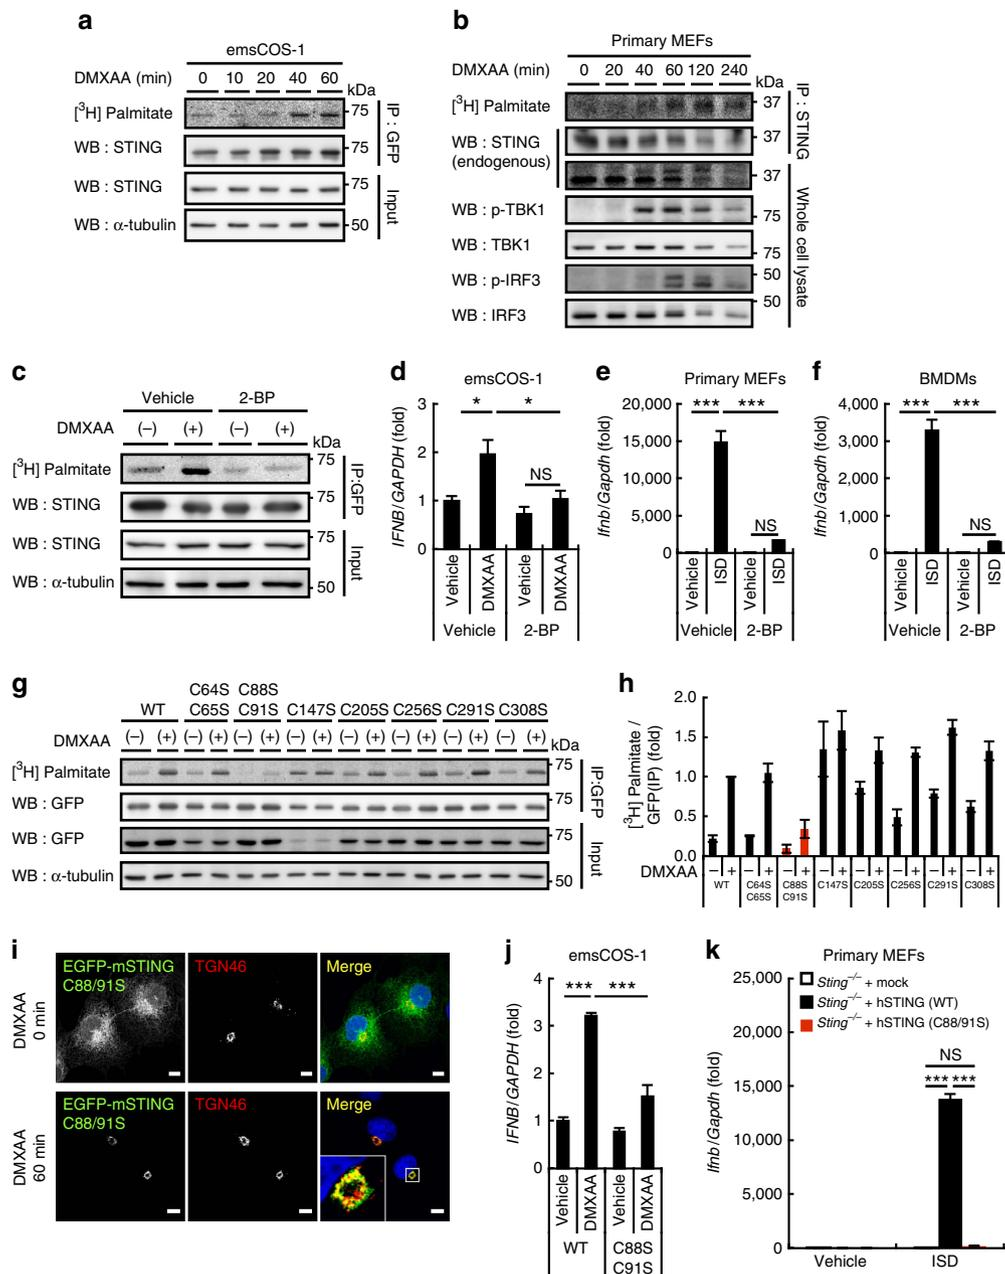 a
emsCOS-1
DMXAA (min) 0 10 20 40 60
kDa
[³H] Palmitate 75
WB : STING 75
IP : GFP
WB : STING 75
WB : α-tubulin 50
Input
b
Primary MEFs
DMXAA (min) 0 20 40 60 120 240
kDa
[³H] Palmitate 37
WB : STING 37
(endogenous)
IP : STING
37
WB : p-TBK1 75
WB : TBK1 75
WB : p-IRF3 50
50
WB : IRF3
Whole cell lysate
c
Vehicle 2-BP
DMXAA (−) (+) (−) (+)
kDa
[³H] Palmitate 75
WB : STING 75
IP:GFP
WB : STING 75
WB : α-tubulin 50
Input
d
emsCOS-1
IFNB/GAPDH (fold)
3
2
1
0
* *
NS
Vehicle DMXAA Vehicle DMXAA
Vehicle 2-BP
e
Primary MEFs
Ifnb/Gapdh (fold)
20,000
15,000
10,000
5,000
0
*** ***
NS
Vehicle ISD Vehicle ISD
Vehicle 2-BP
f
BMDMs
Ifnb/Gapdh (fold)
4,000
3,000
2,000
1,000
0
*** ***
NS
Vehicle ISD Vehicle ISD
Vehicle 2-BP
g
C64S C88S
WT C65S C91S C147S C205S C256S C291S C308S
DMXAA (−) (+) (−) (+) (−) (+) (−) (+) (−) (+) (−) (+) (−) (+) (−) (+)
kDa
[³H] Palmitate 75
WB : GFP 75
IP:GFP
WB : GFP 75
WB : α-tubulin 50
Input
h
[³H] Palmitate /
GFP(IP) (fold)
2.0
1.5
1.0
0.5
0.0
DMXAA − + − + − + − + − + − + − + − +
WT C64S C88S C147S C205S C256S C291S C308S
C65S C91S
i
DMXAA
0 min
EGFP-mSTING
C88/91S
TGN46
Merge
DMXAA
60 min
EGFP-mSTING
C88/91S
TGN46
Merge
j
emsCOS-1
IFNB/GAPDH (fold)
4
3
2
1
0
*** ***
Vehicle DMXAA Vehicle DMXAA
WT C88S
C91S
k
Primary MEFs
Sting−/− + mock
Sting−/− + hSTING (WT)
Sting−/− + hSTING (C88/91S)
Ifnb/Gapdh (fold)
25,000
20,000
15,000
10,000
5,000
0
NS
*** ***
Vehicle ISD